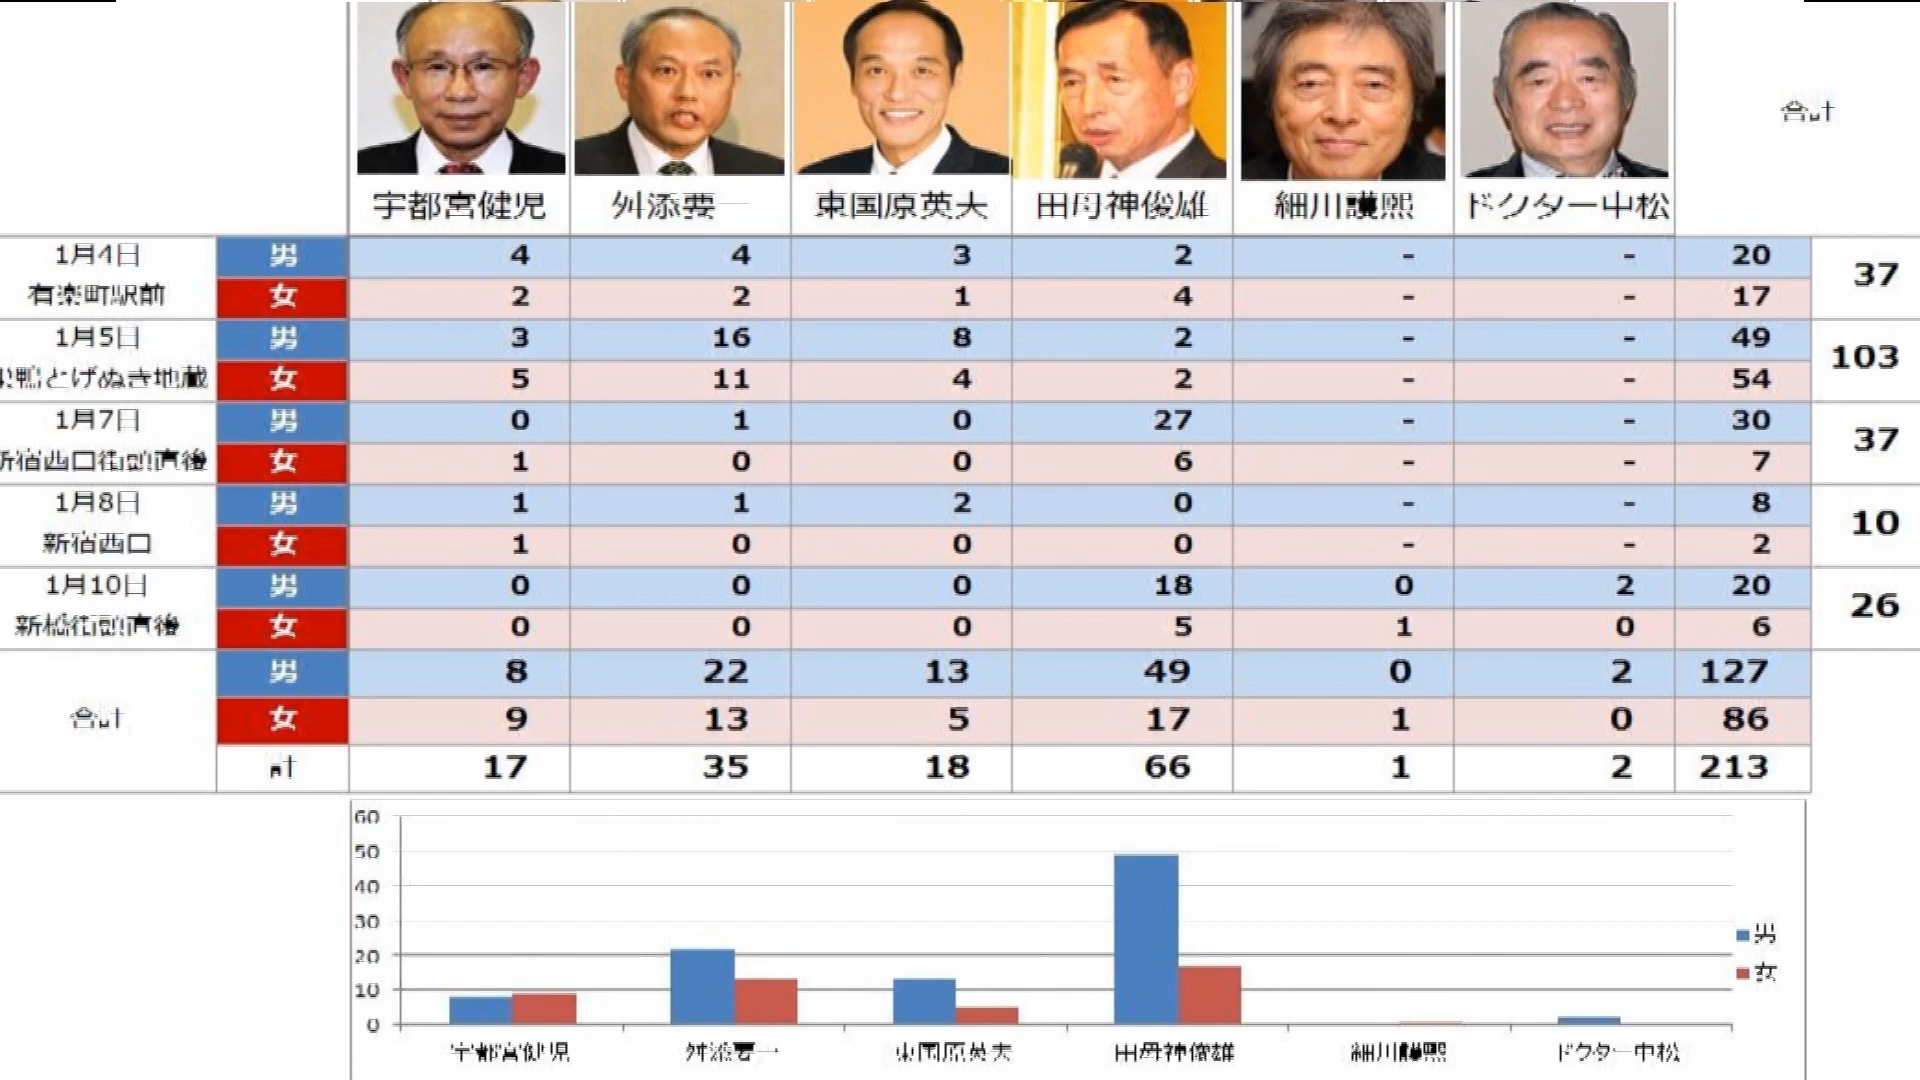 合計
宇都宮健児 舛添要一 東国原英夫 田母神俊雄 細川護熙 ドクター中松
1月4日 男 4 4 3 2 - - 20 37
有楽町駅前 女 2 2 1 4 - - 17
1月5日 男 3 16 8 2 - - 49 103
巣鴨とげぬき地蔵 女 5 11 4 2 - - 54
1月7日 男 0 1 0 27 - - 30 37
新宿西口街頭直後 女 1 0 0 6 - - 7
1月8日 男 1 1 2 0 - - 8 10
新宿西口 女 1 0 0 0 - - 2
1月10日 男 0 0 0 18 0 2 20 26
新橋街頭直後 女 0 0 0 5 1 0 6
男 8 22 13 49 0 2 127
合計 女 9 13 5 17 1 0 86
計 17 35 18 66 1 2 213
60
50
40
30
20
10
0
男
女
宇都宮健児 舛添要一 東国原英夫 田母神俊雄 細川護熙 ドクター中松